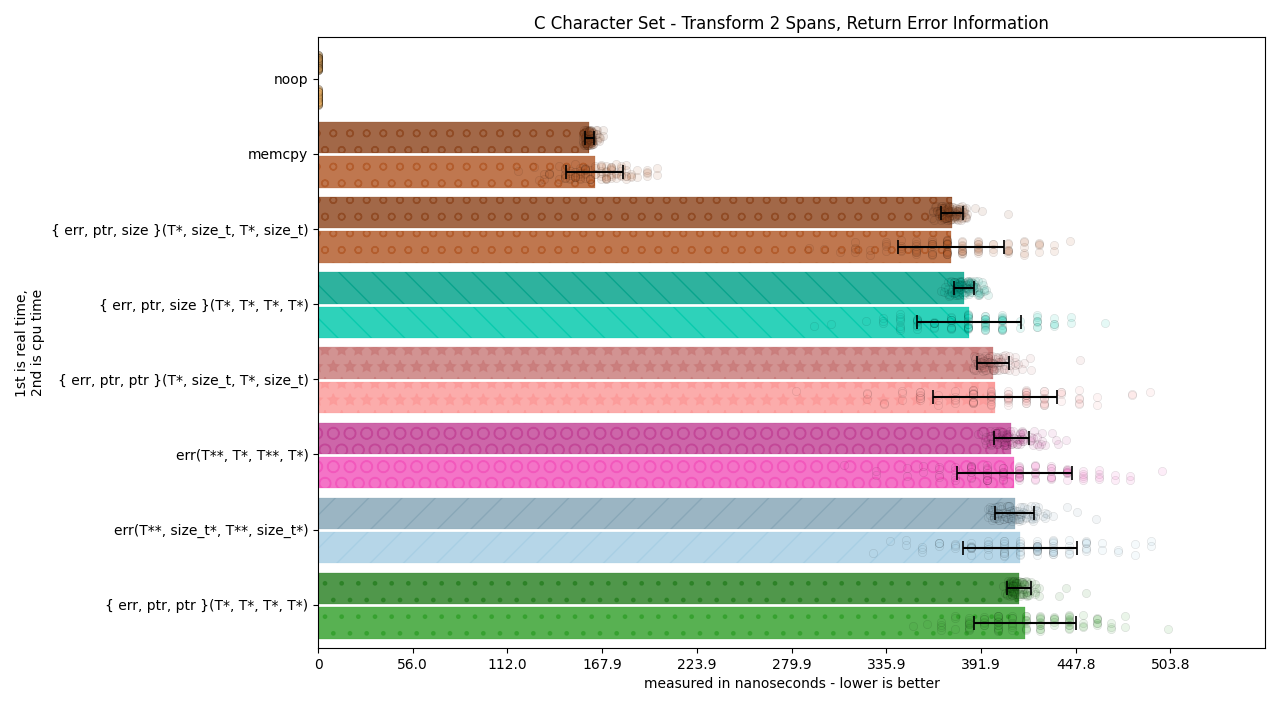 C Character Set - Transform 2 Spans, Return Error Information
noop
memcpy
{ err, ptr, size }(T*, size_t, T*, size_t)
{ err, ptr, size }(T*, T*, T*, T*)
{ err, ptr, ptr }(T*, size_t, T*, size_t)
err(T**, T*, T**, T*)
err(T**, size_t*, T**, size_t*)
{ err, ptr, ptr }(T*, T*, T*, T*)
1st is real time,
2nd is cpu time
0 56.0 112.0 167.9 223.9 279.9 335.9 391.9 447.8 503.8
measured in nanoseconds - lower is better